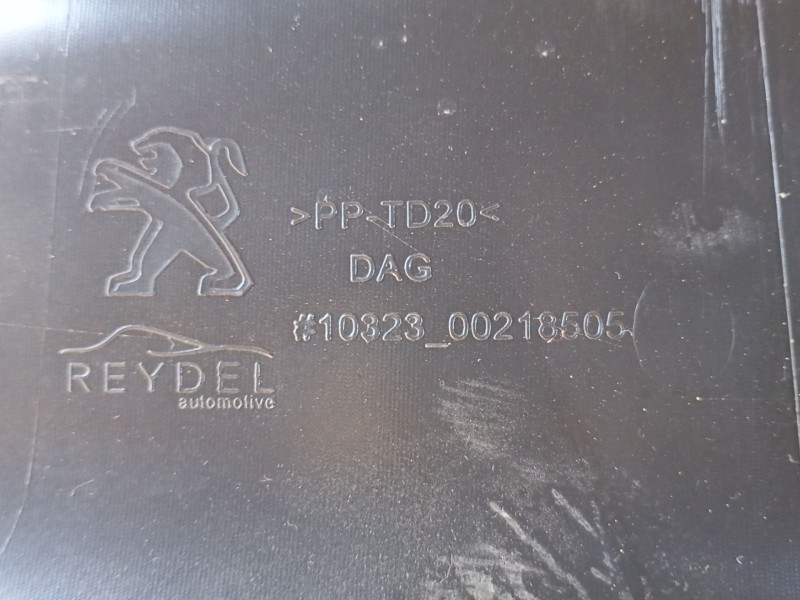 >PP-TD20<
DAG
#10323_00218505
REYDEL
automotive